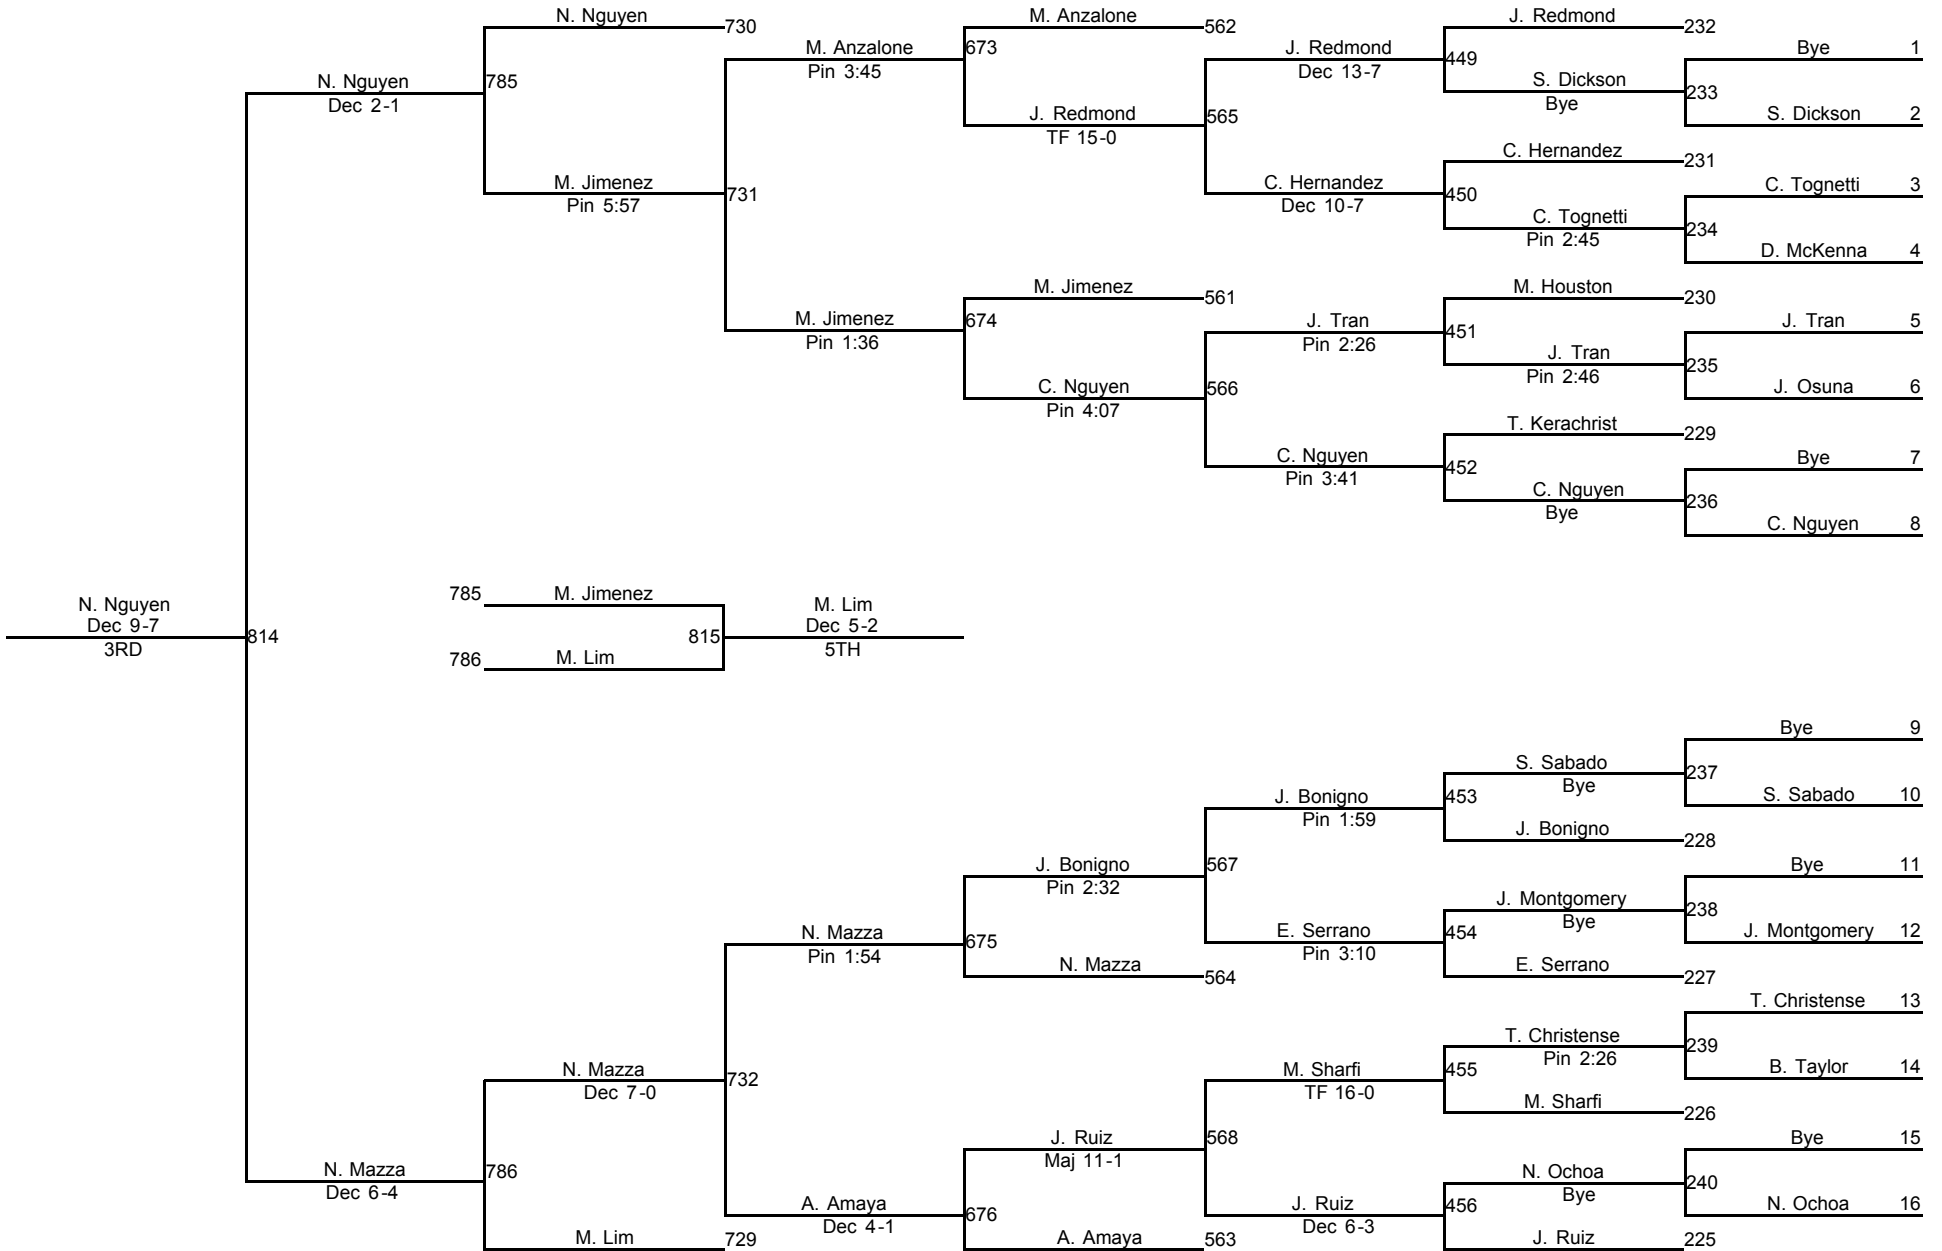 N. Nguyen
730
M. Anzalone
562
J. Redmond
232
M. Anzalone
Pin 3:45
673
J. Redmond
Dec 13-7
449
Bye 1
N. Nguyen
Dec 2-1
785
S. Dickson
Bye
233
J. Redmond
TF 15-0
565
S. Dickson 2
C. Hernandez
231
M. Jimenez
Pin 5:57
731
C. Hernandez
Dec 10-7
450
C. Tognetti 3
C. Tognetti
Pin 2:45
234
D. McKenna 4
M. Jimenez
561
M. Houston
230
M. Jimenez
Pin 1:36
674
J. Tran
Pin 2:26
451
J. Tran 5
J. Tran
Pin 2:46
235
C. Nguyen
Pin 4:07
566
J. Osuna 6
T. Kerachrist
229
C. Nguyen
Pin 3:41
452
Bye 7
C. Nguyen
Bye
236
C. Nguyen 8
785
M. Jimenez
N. Nguyen
Dec 9-7
3RD
814
815
M. Lim
Dec 5-2
5TH
786
M. Lim
Bye 9
S. Sabado
Bye
237
J. Bonigno
Pin 1:59
453
S. Sabado 10
J. Bonigno
228
J. Bonigno
Pin 2:32
567
Bye 11
J. Montgomery
Bye
238
N. Mazza
Pin 1:54
675
E. Serrano
Pin 3:10
454
J. Montgomery 12
N. Mazza
564
E. Serrano
227
T. Christense 13
T. Christense
Pin 2:26
239
N. Mazza
Dec 7-0
732
M. Sharfi
TF 16-0
455
B. Taylor 14
M. Sharfi
226
J. Ruiz
Maj 11-1
568
Bye 15
N. Mazza
Dec 6-4
786
N. Ochoa
Bye
240
A. Amaya
Dec 4-1
676
J. Ruiz
Dec 6-3
456
N. Ochoa 16
M. Lim
729
A. Amaya
563
J. Ruiz
225